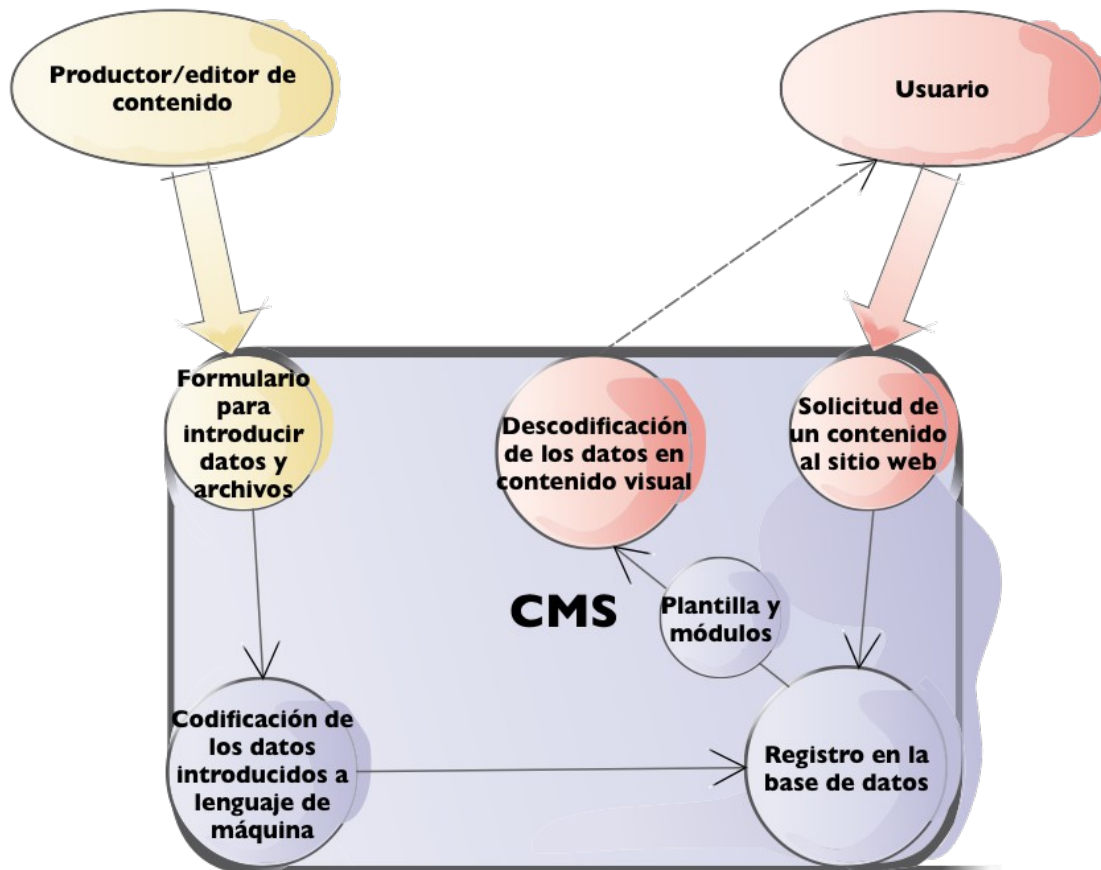 Productor/editor de
contenido
Usuario
Formulario
para
introducir
datos y
archivos
Descodificación
de los datos en
contenido visual
Solicitud de
un contenido
al sitio web
CMS
Plantilla y
módulos
Codificación de
los datos
introducidos a
lenguaje de
máquina
Registro en la
base de datos